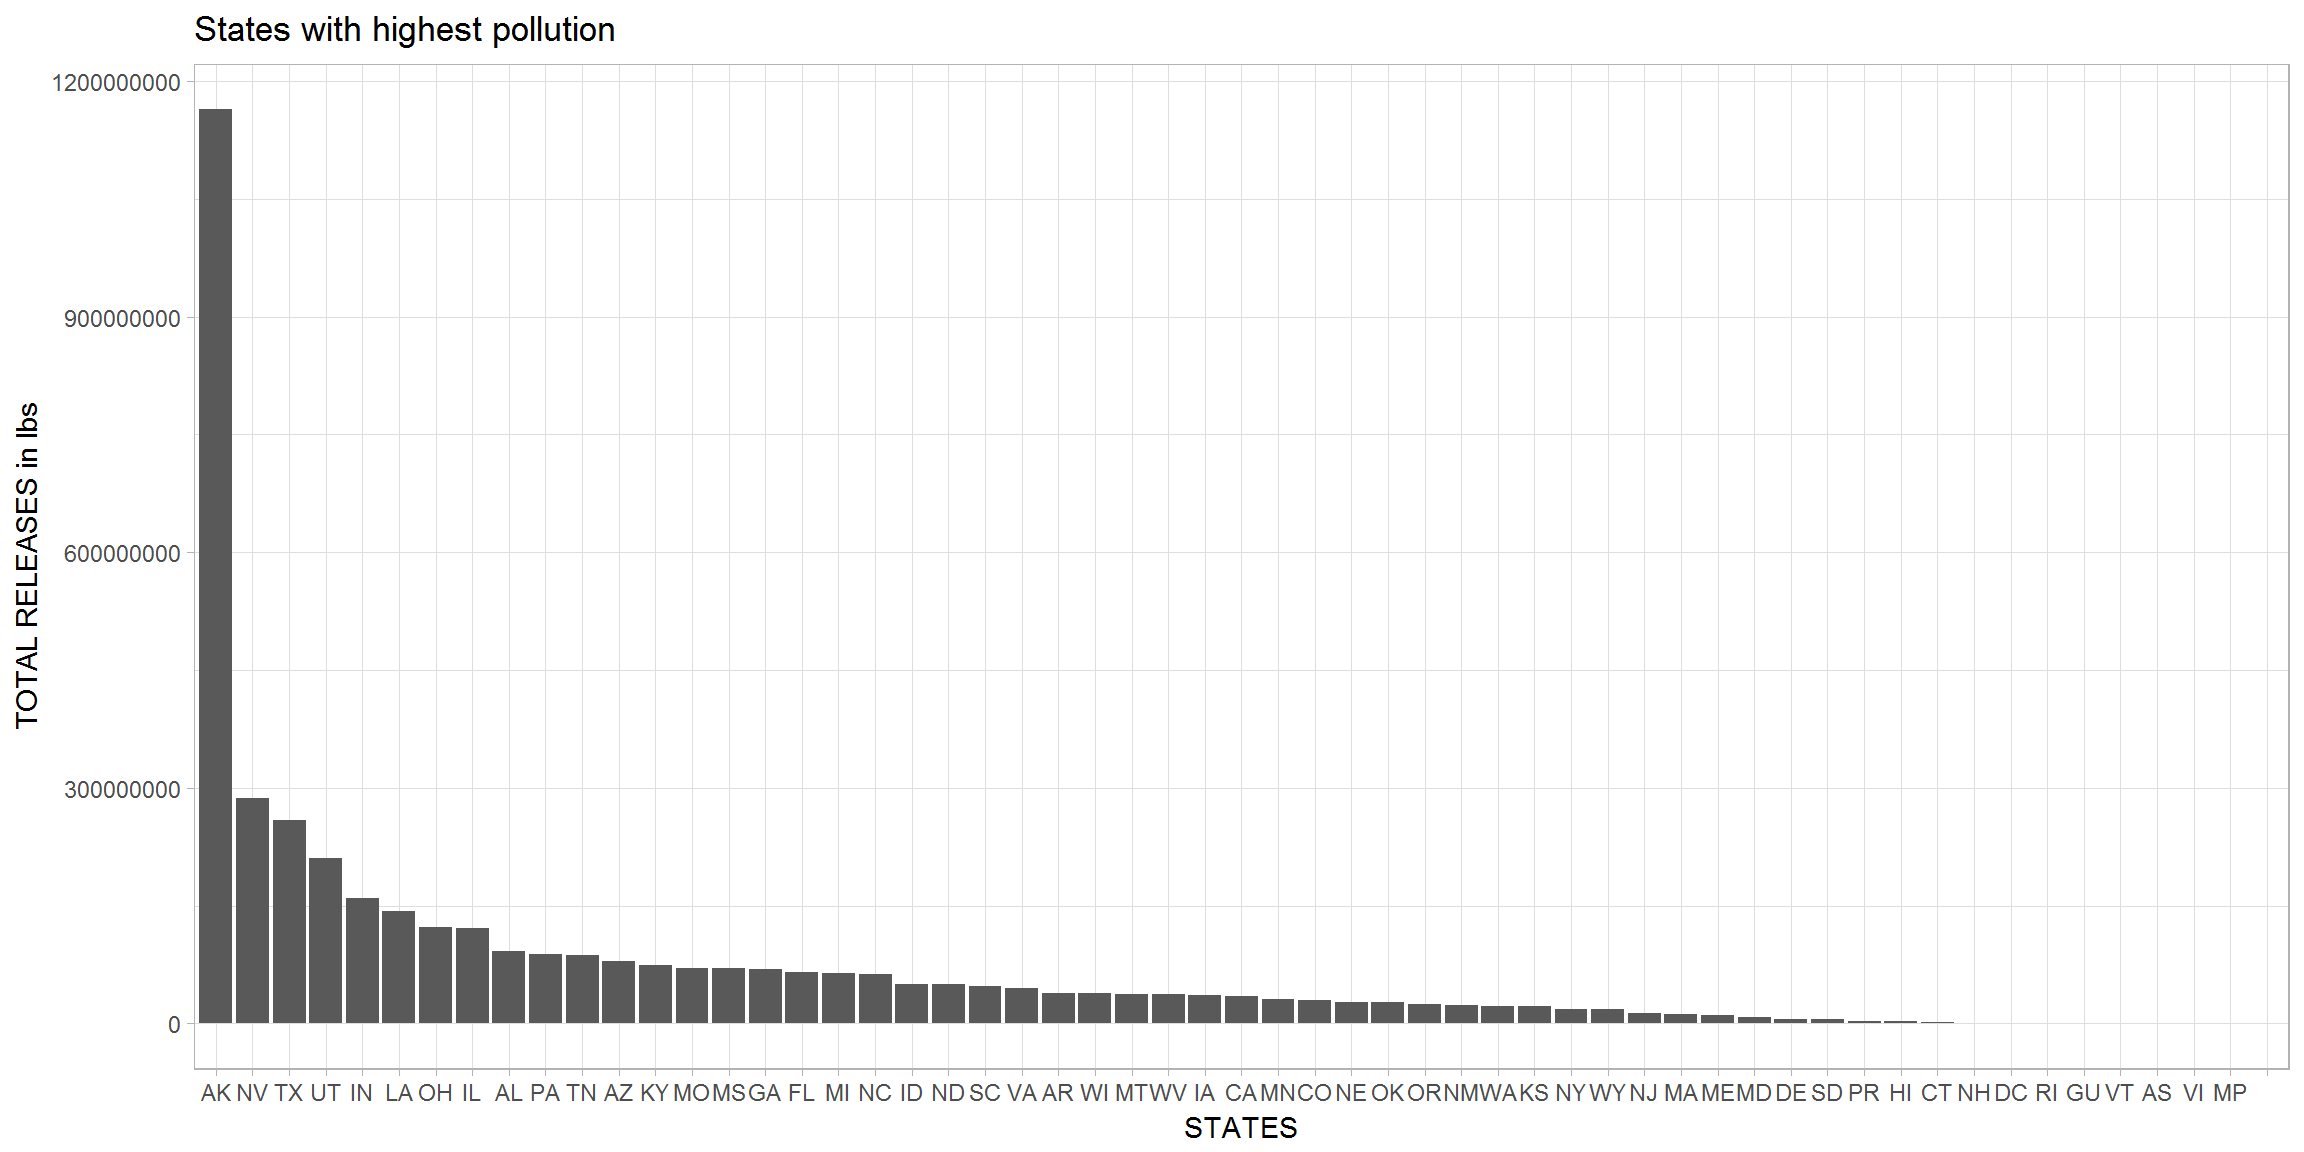 States with highest pollution
TOTAL RELEASES in lbs
1200000000
900000000
600000000
300000000
0
AK NV TX UT IN LA OH IL AL PA TN AZ KY MO MS GA FL MI NC ID ND SC VA AR WI MT WV IA CA MN CO NE OK OR NM WA KS NY WY NJ MA ME MD DE SD PR HI CT NH DC RI GU VT AS VI MP
STATES